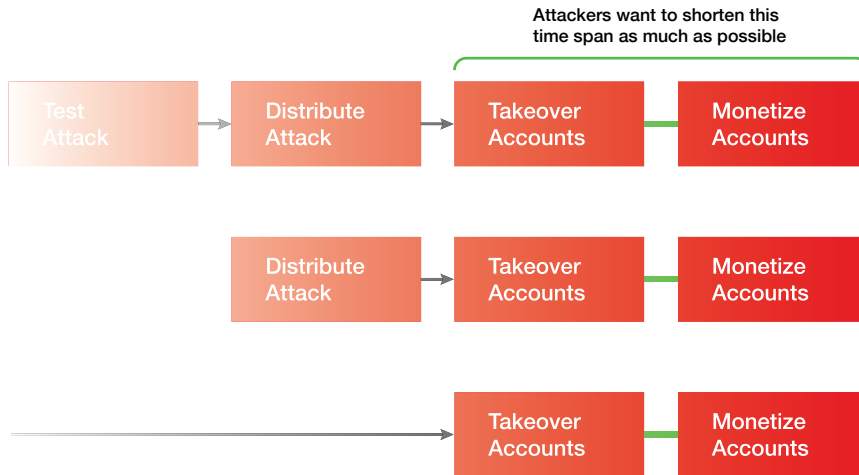 Attackers want to shorten this
time span as much as possible
Test
Attack
Distribute
Attack
Takeover
Accounts
Monetize
Accounts
Distribute
Attack
Takeover
Accounts
Monetize
Accounts
Takeover
Accounts
Monetize
Accounts